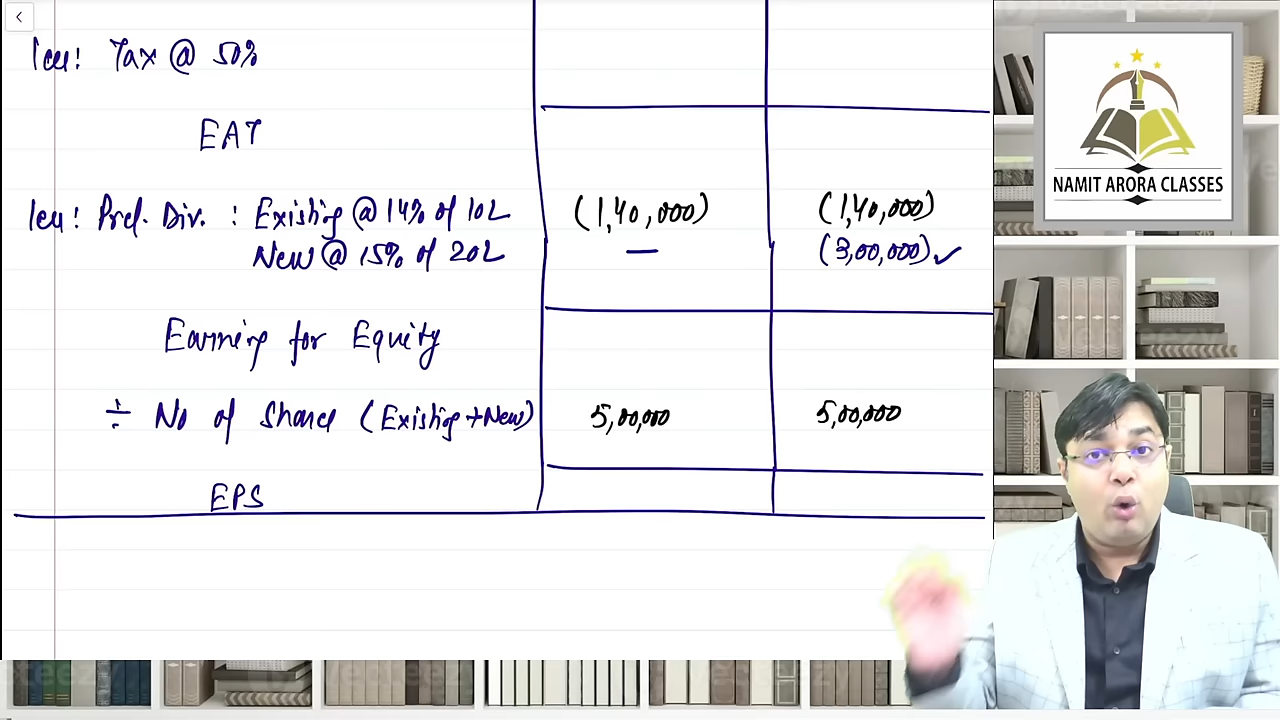 less: Tax @ 50%
EAT
less: Pref. Div. : Existing @ 14% of 10L (1,40,000) (1,40,000)
New @ 15% of 20L — (3,00,000) ✓
Earning for Equity
÷ No of Shares (Existing + New) 5,00,000 5,00,000
EPS
NAMIT ARORA CLASSES